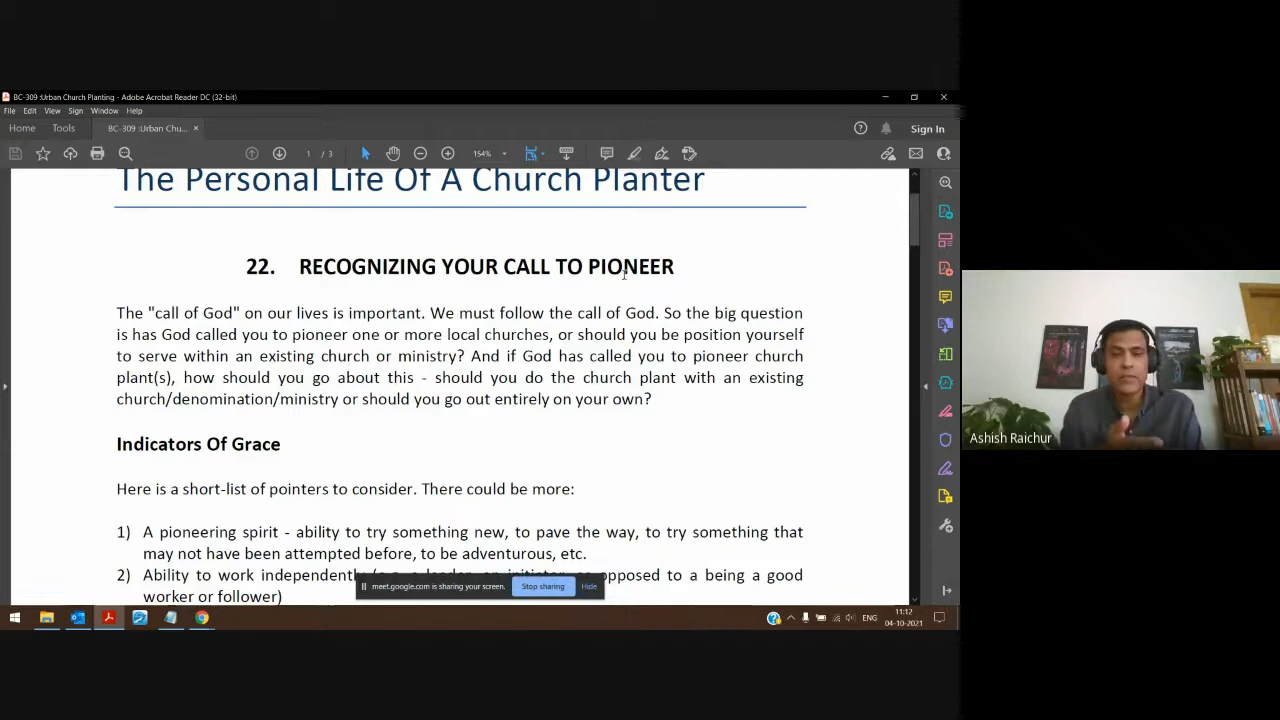 BC-309 :Urban Church Planting - Adobe Acrobat Reader DC (32-bit)
File Edit View Sign Window Help
Home Tools BC-309 :Urban Chu... × Sign In
1 / 3 154%
The Personal Life Of A Church Planter
22. RECOGNIZING YOUR CALL TO PIONEER
The "call of God" on our lives is important. We must follow the call of God. So the big question
is has God called you to pioneer one or more local churches, or should you be position yourself
to serve within an existing church or ministry? And if God has called you to pioneer church
plant(s), how should you go about this - should you do the church plant with an existing
church/denomination/ministry or should you go out entirely on your own?
Indicators Of Grace
Here is a short-list of pointers to consider. There could be more:
1) A pioneering spirit - ability to try something new, to pave the way, to try something that
may not have been attempted before, to be adventurous, etc.
2) Ability to work independently opposed to a being a good
worker or follower)
meet.google.com is sharing your screen. Stop sharing Hide
ENG
11:12
04-10-2021
Ashish Raichur